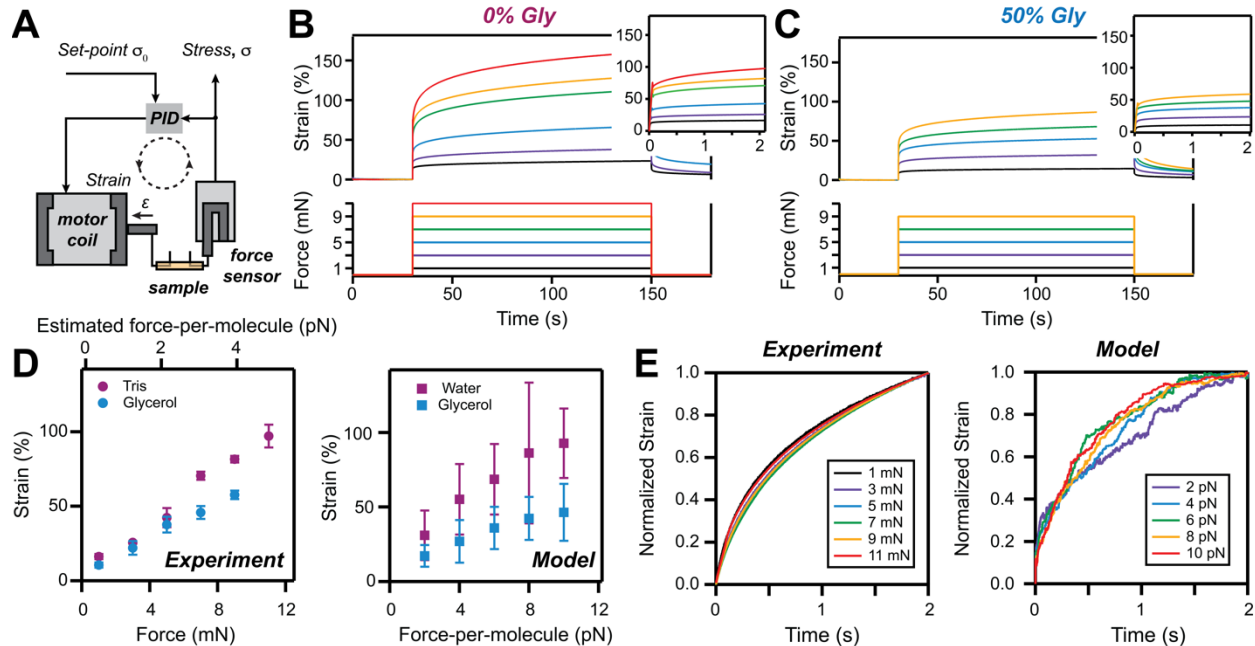 A
Set-point σ0
Stress, σ
PID
Strain
ε
motor
coil
force
sensor
sample
B
0% Gly
Strain (%)
150
100
50
0
150
100
50
0
0
1
2
Force (mN)
9
5
1
0
50
100
150
Time (s)
C
50% Gly
Strain (%)
150
100
50
0
150
100
50
0
0
1
2
Force (mN)
9
5
1
0
50
100
150
Time (s)
D
Estimated force-per-molecule (pN)
0
2
4
Tris
Glycerol
Strain (%)
100
50
0
Experiment
0
4
8
12
Force (mN)
Water
Glycerol
Strain (%)
100
50
0
Model
0
4
8
12
Force-per-molecule (pN)
E
Experiment
Normalized Strain
1.0
0.8
0.6
0.4
0.2
0.0
1 mN
3 mN
5 mN
7 mN
9 mN
11 mN
0
1
2
Time (s)
Model
Normalized Strain
1.0
0.8
0.6
0.4
0.2
0.0
2 pN
4 pN
6 pN
8 pN
10 pN
0
1
2
Time (s)